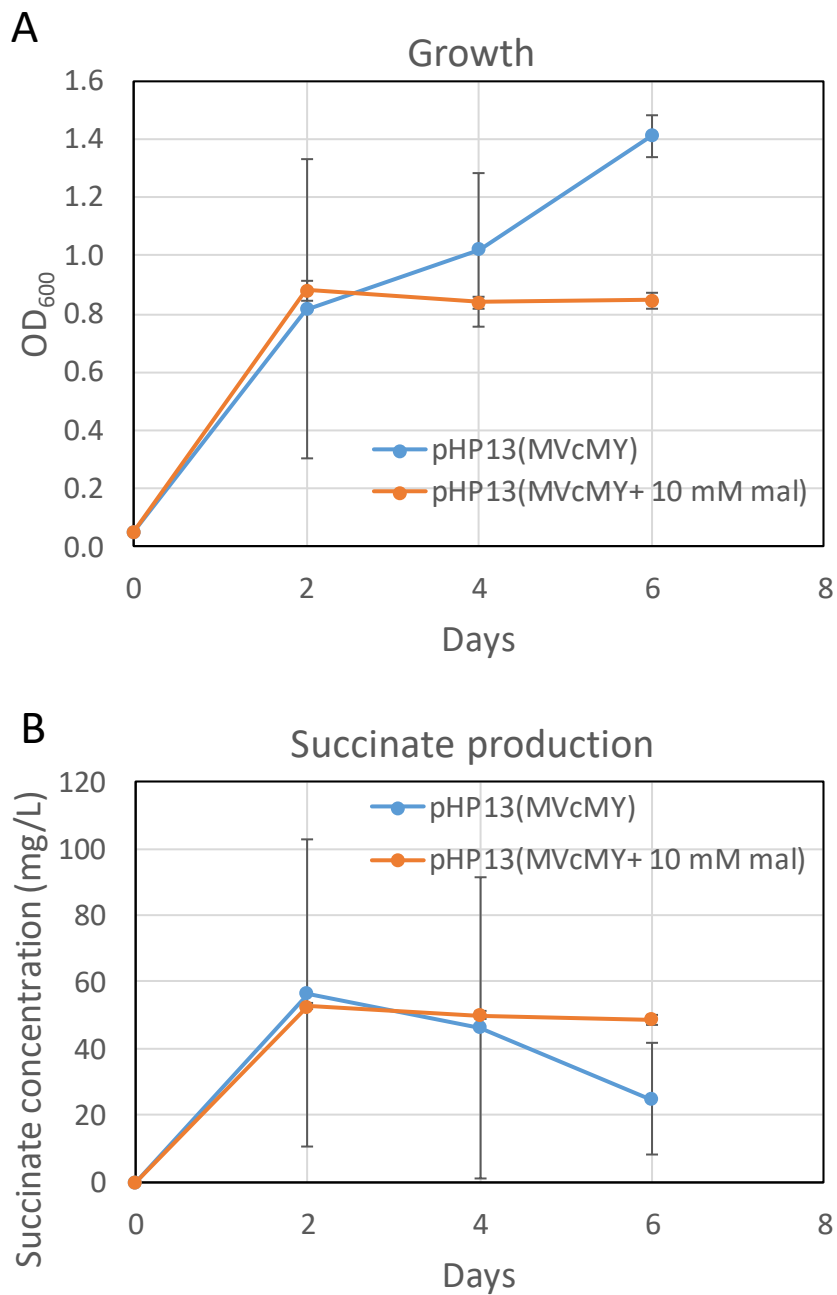 A
Growth
1.6
1.4
1.2
1.0
0.8
0.6
0.4
0.2
0.0
OD600
pHP13(MVcMY)
pHP13(MVcMY+ 10 mM mal)
0 2 4 6 8
Days
B
Succinate production
120
100
80
60
40
20
0
Succinate concentration (mg/L)
pHP13(MVcMY)
pHP13(MVcMY+ 10 mM mal)
0 2 4 6 8
Days